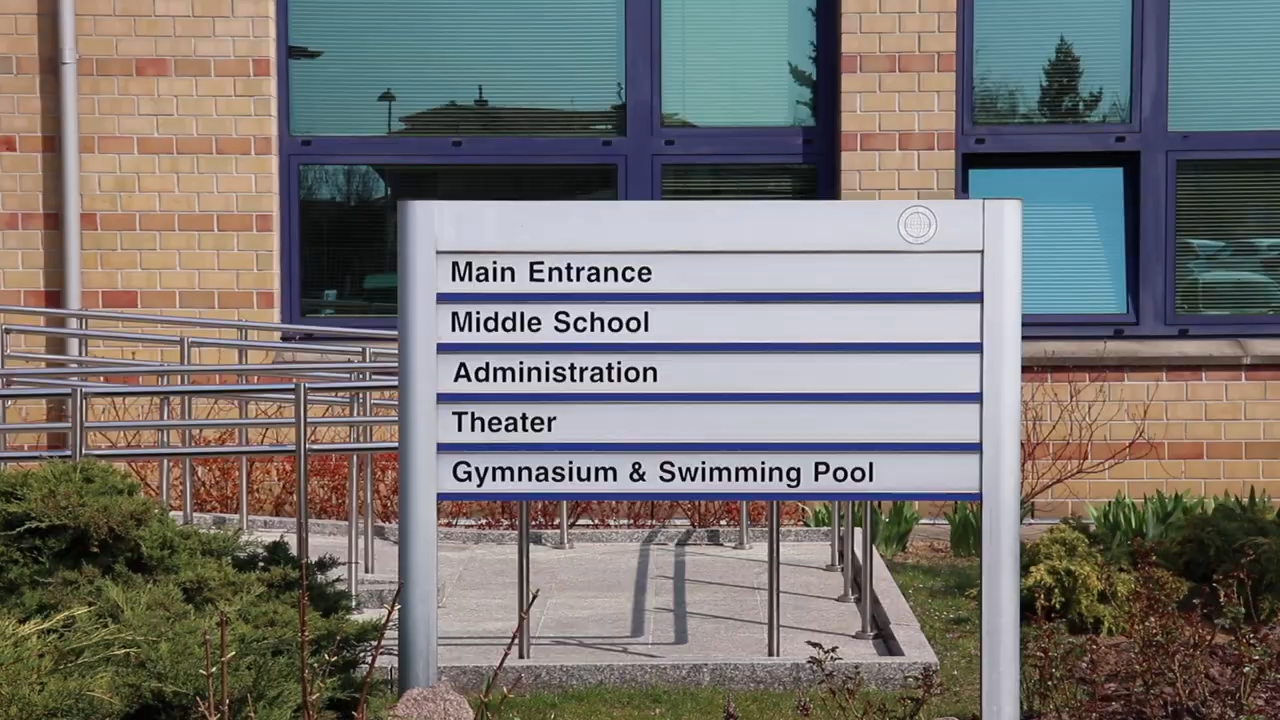 Main Entrance
Middle School
Administration
Theater
Gymnasium & Swimming Pool